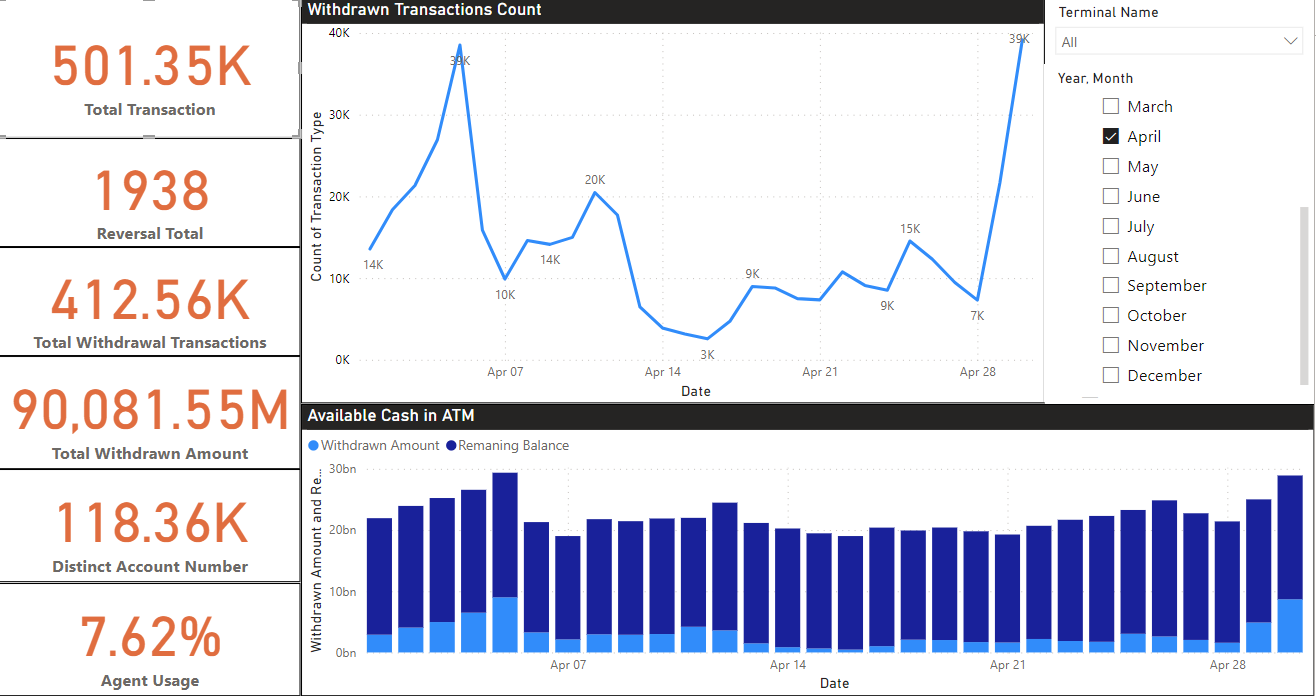 501.35K
Total Transaction
1938
Reversal Total
412.56K
Total Withdrawal Transactions
90,081.55M
Total Withdrawn Amount
118.36K
Distinct Account Number
7.62%
Agent Usage
Withdrawn Transactions Count
Count of Transaction Type
40K
30K
20K
10K
0K
14K
39K
10K
14K
20K
3K
9K
9K
15K
7K
39K
Apr 07
Apr 14
Apr 21
Apr 28
Date
Terminal Name
All
Year, Month
March
April
May
June
July
August
September
October
November
December
Available Cash in ATM
Withdrawn Amount
Remaning Balance
Withdrawn Amount and Re...
30bn
20bn
10bn
0bn
Apr 07
Apr 14
Apr 21
Apr 28
Date